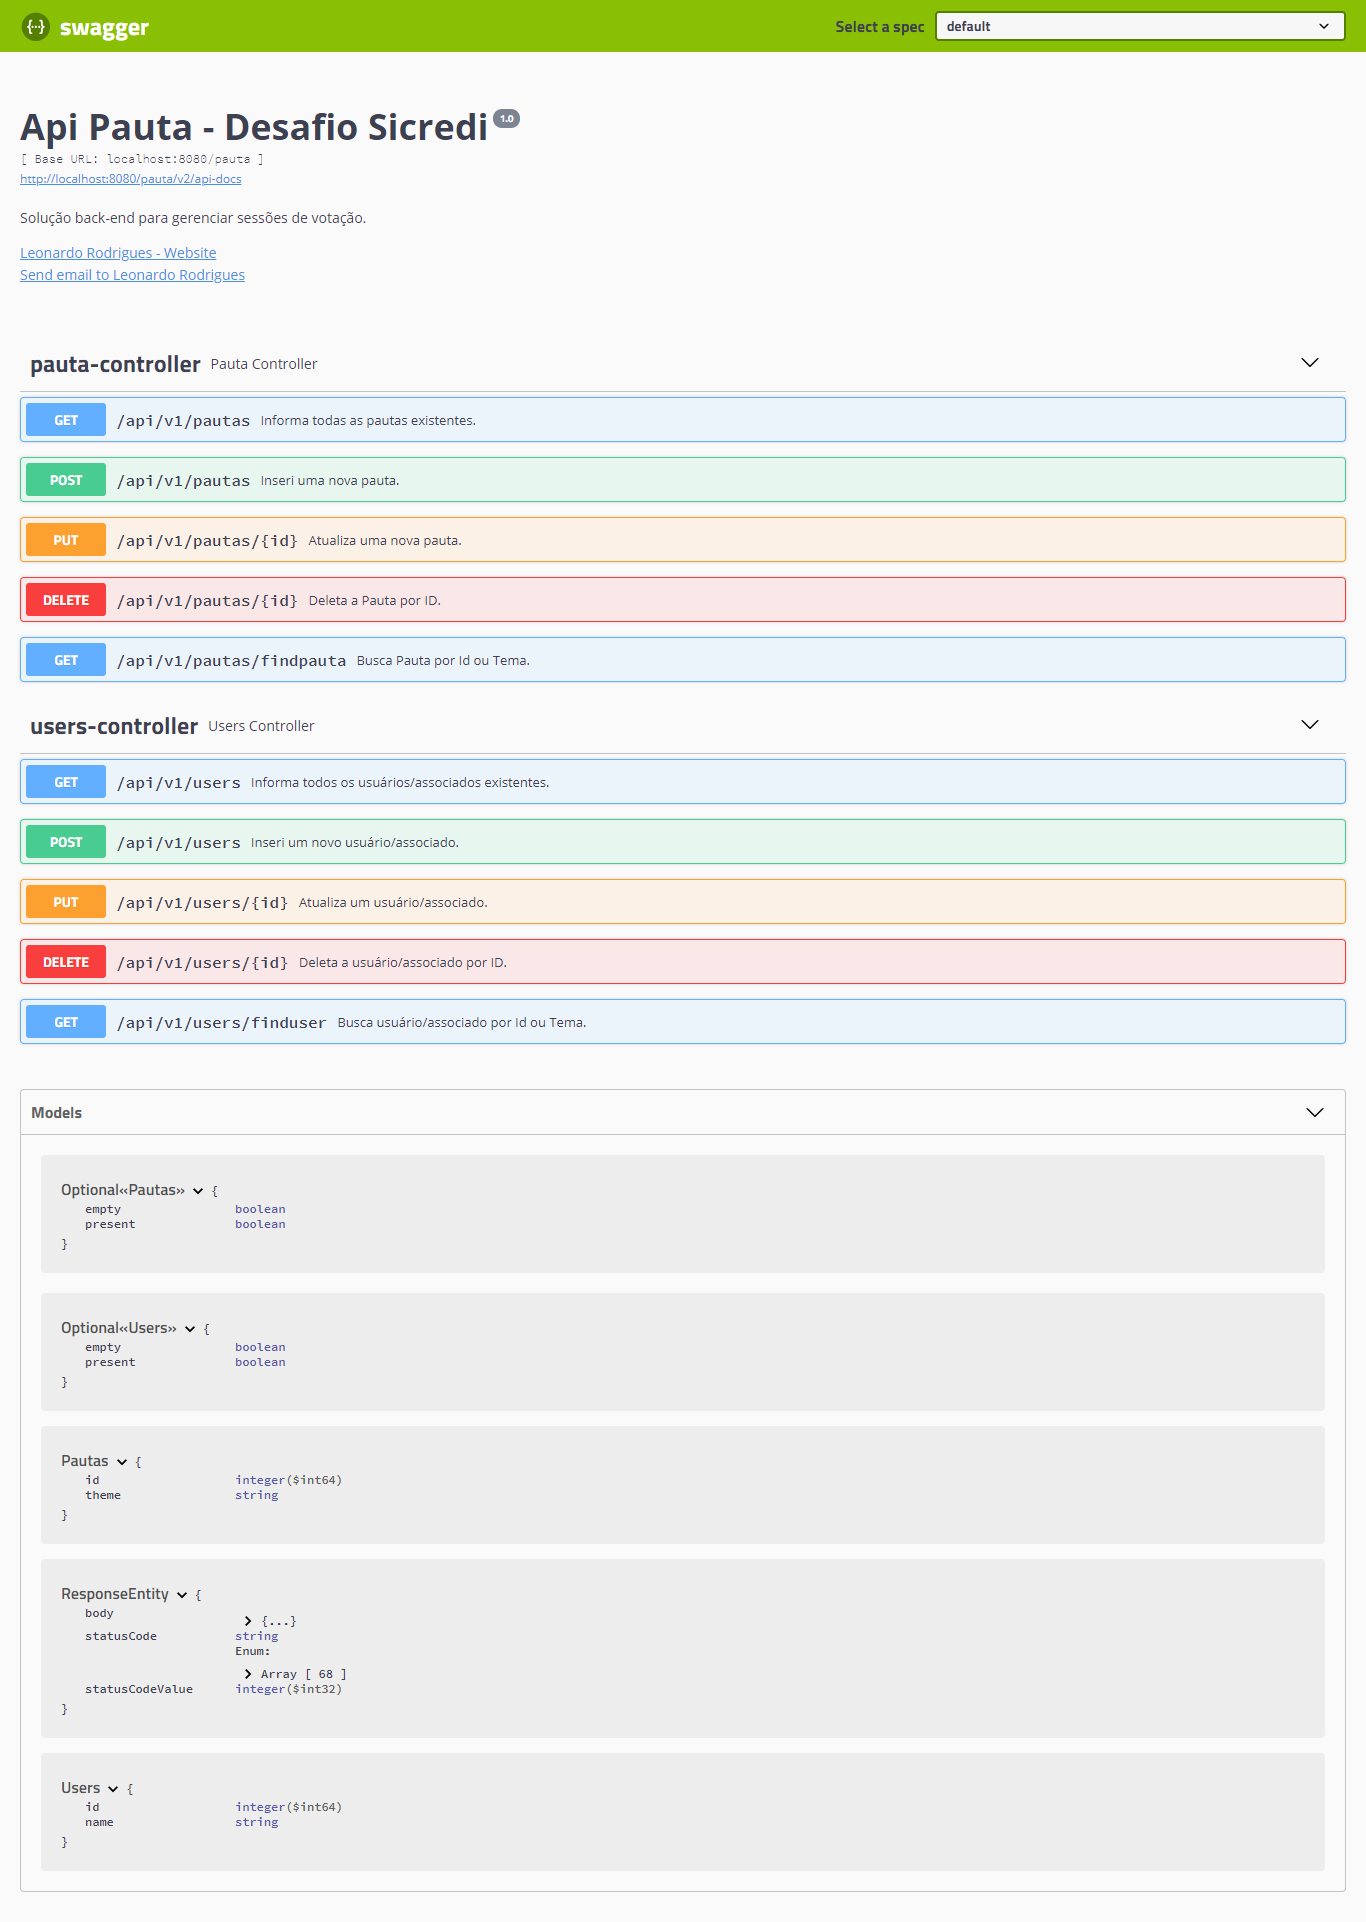 swagger
Select a spec default
Api Pauta - Desafio Sicredi 1.0
[ Base URL: localhost:8080/pauta ]
http://localhost:8080/pauta/v2/api-docs
Solução back-end para gerenciar sessões de votação.
Leonardo Rodrigues - Website
Send email to Leonardo Rodrigues
pauta-controller Pauta Controller
GET /api/v1/pautas Informa todas as pautas existentes.
POST /api/v1/pautas Inseri uma nova pauta.
PUT /api/v1/pautas/{id} Atualiza uma nova pauta.
DELETE /api/v1/pautas/{id} Deleta a Pauta por ID.
GET /api/v1/pautas/findpauta Busca Pauta por Id ou Tema.
users-controller Users Controller
GET /api/v1/users Informa todos os usuários/associados existentes.
POST /api/v1/users Inseri um novo usuário/associado.
PUT /api/v1/users/{id} Atualiza um usuário/associado.
DELETE /api/v1/users/{id} Deleta a usuário/associado por ID.
GET /api/v1/users/finduser Busca usuário/associado por Id ou Tema.
Models
Optional«Pautas» {
empty boolean
present boolean
}
Optional«Users» {
empty boolean
present boolean
}
Pautas {
id integer($int64)
theme string
}
ResponseEntity {
body {...}
statusCode string
Enum:
Array [ 68 ]
statusCodeValue integer($int32)
}
Users {
id integer($int64)
name string
}